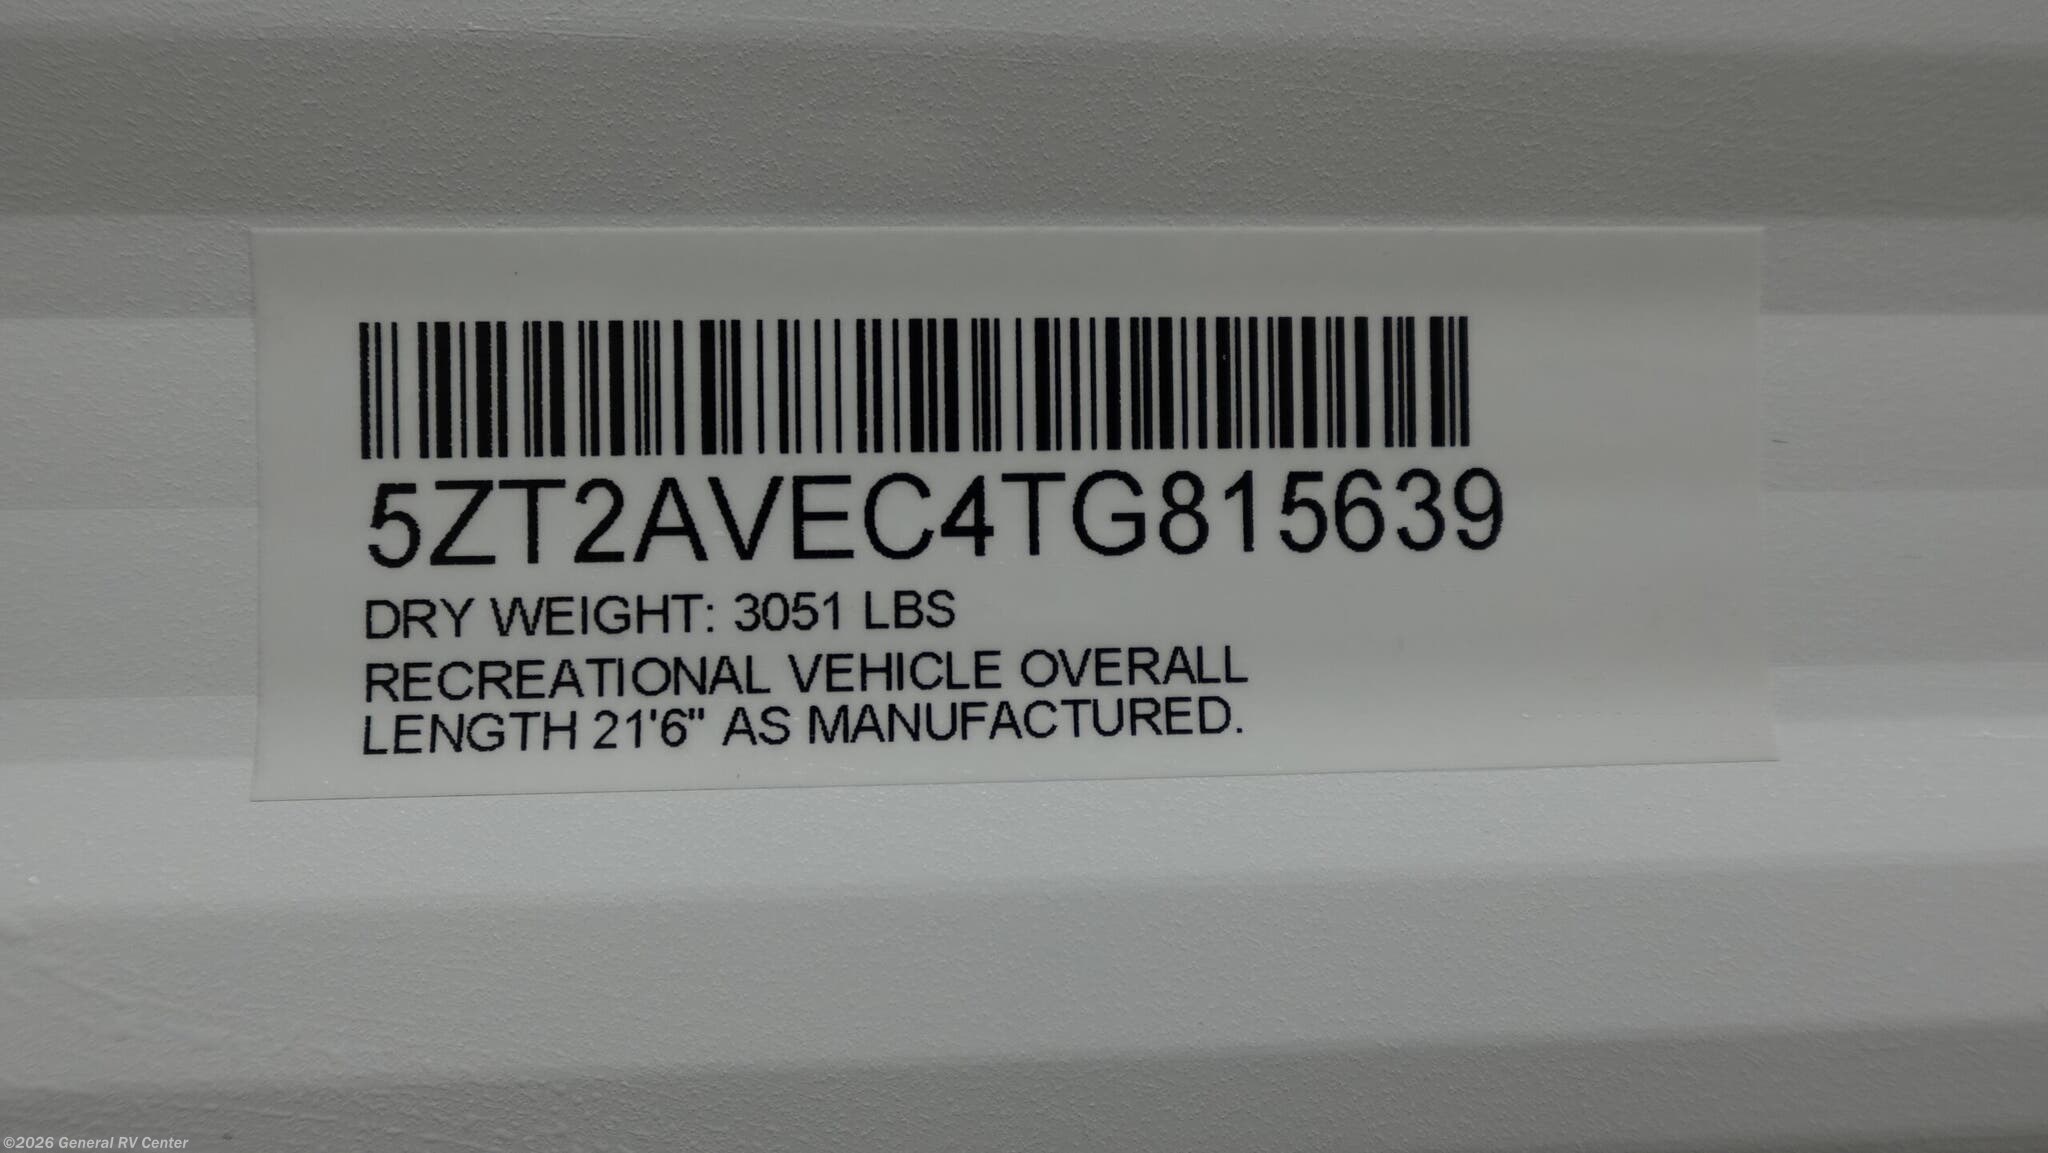 5ZT2AVEC4TG815639
DRY WEIGHT: 3051 LBS
RECREATIONAL VEHICLE OVERALL
LENGTH 21'6" AS MANUFACTURED.
©2026 General RV Center